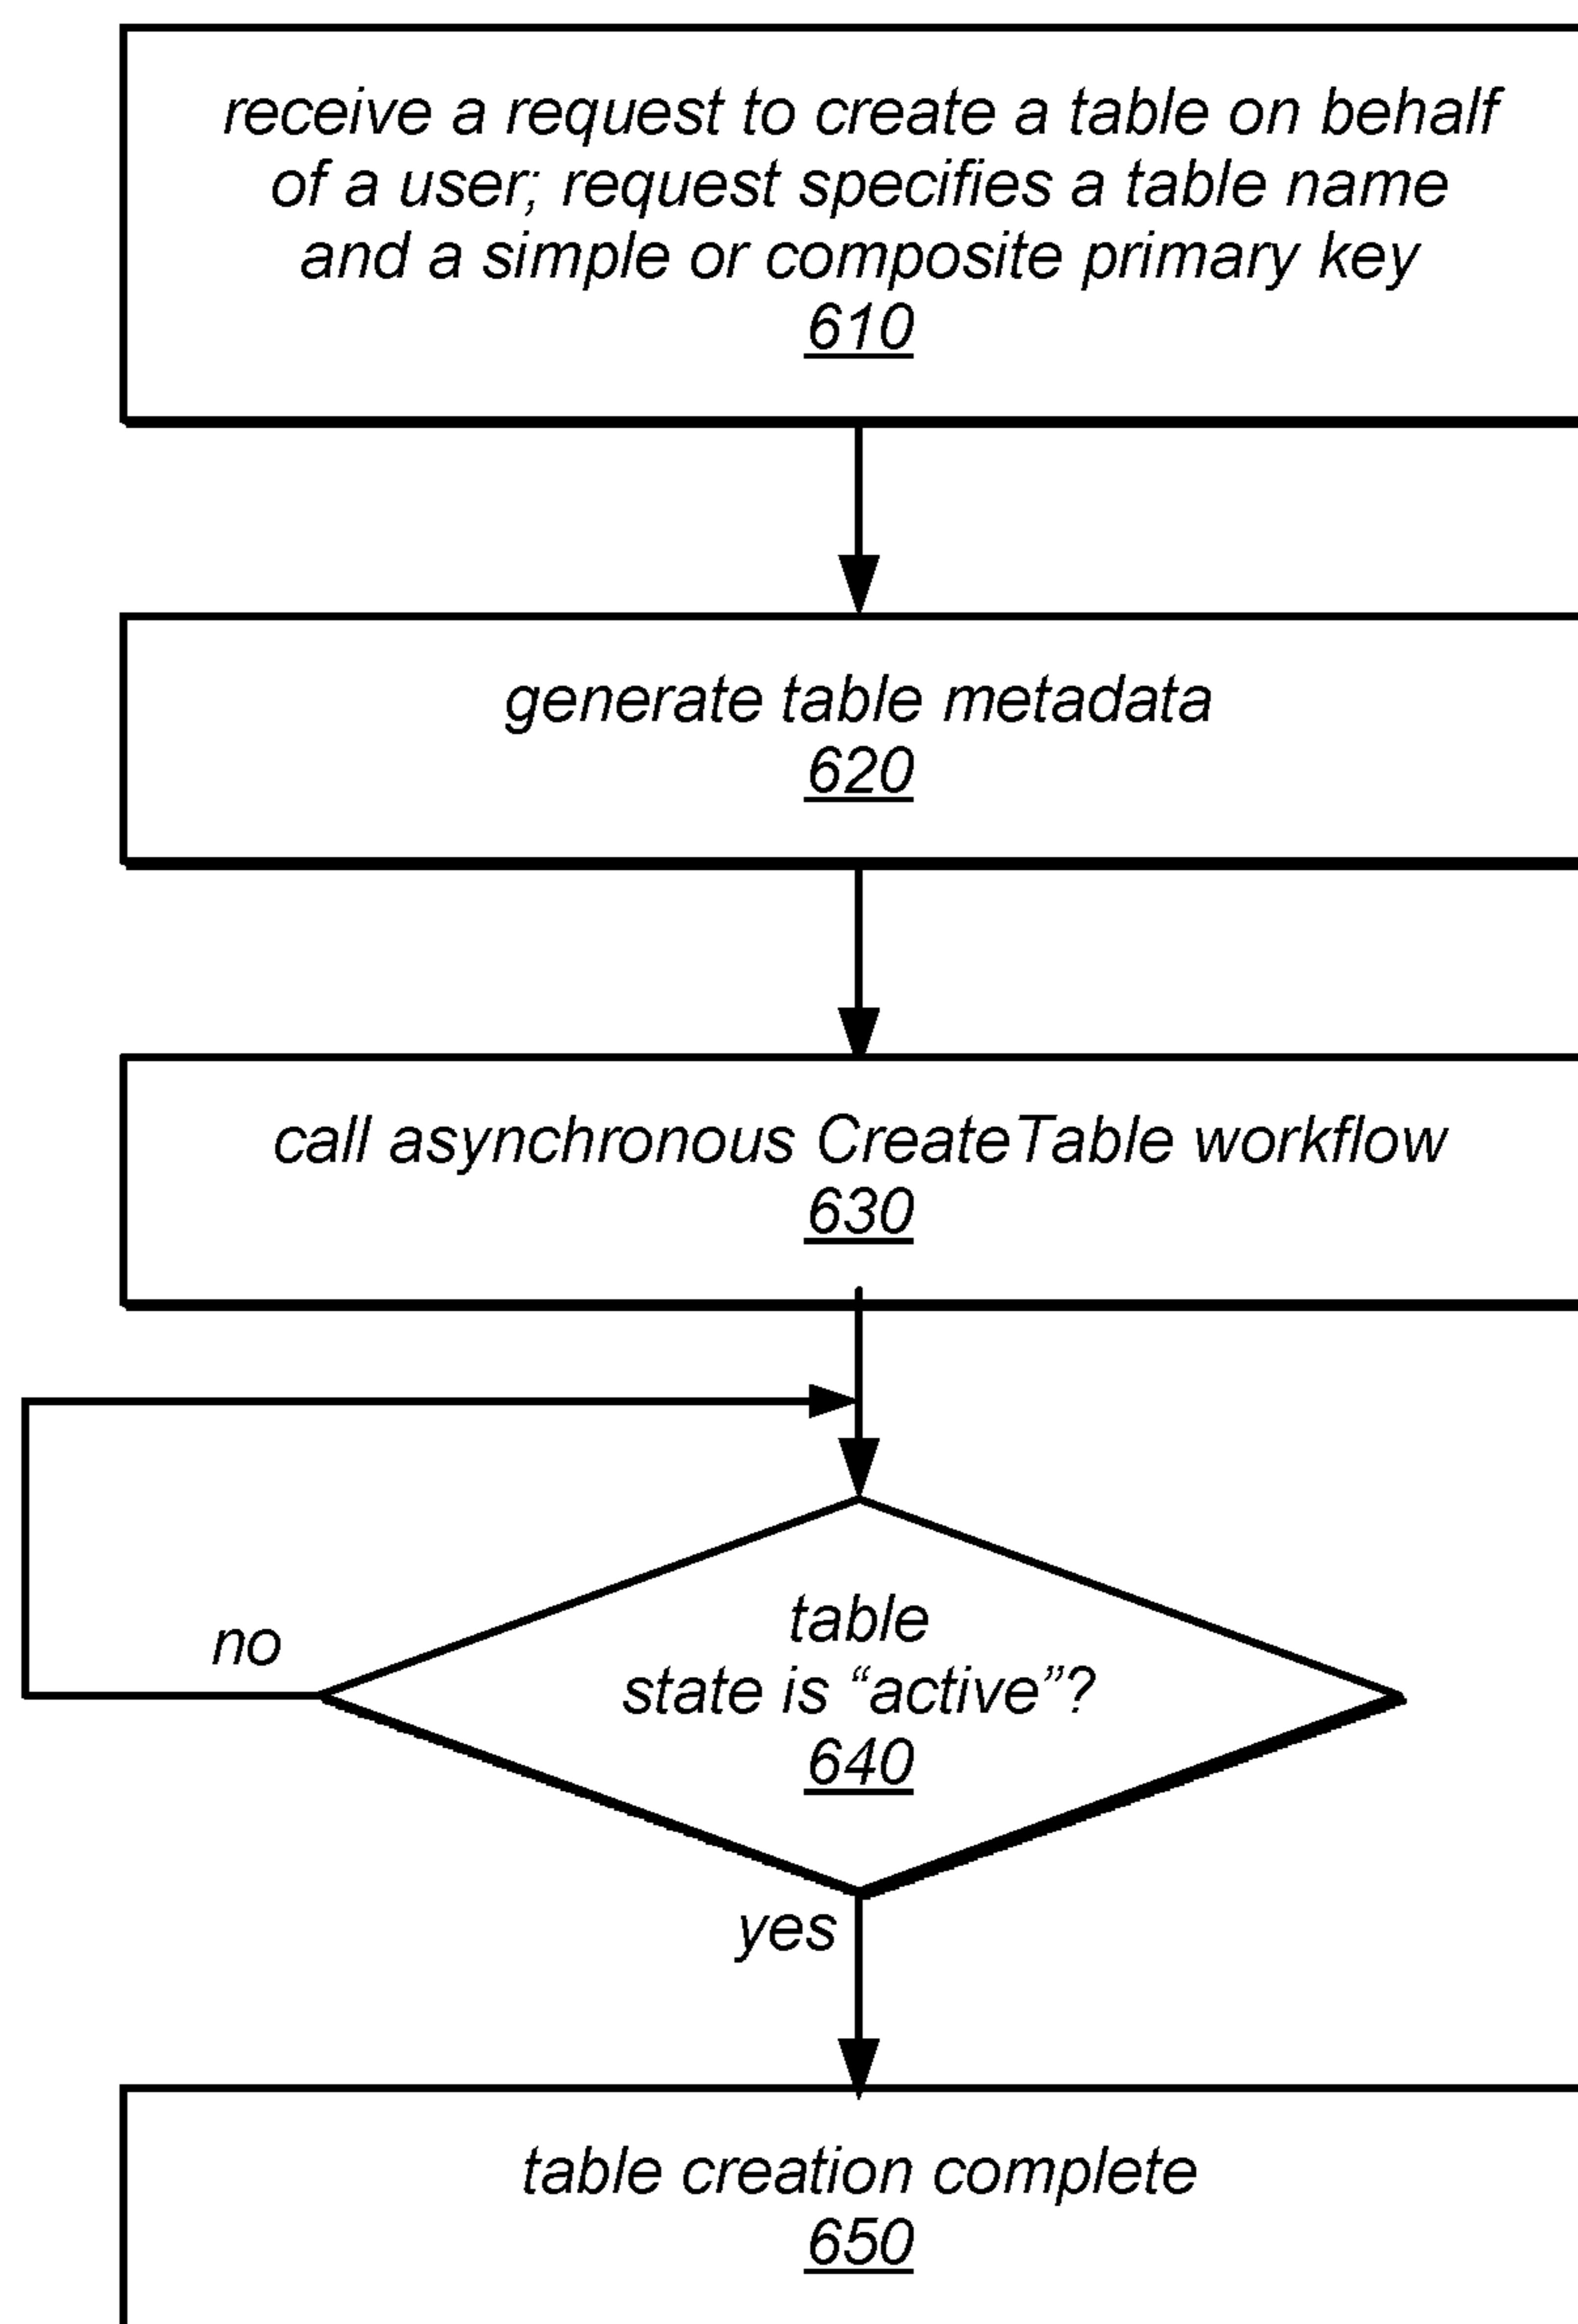 receive a request to create a table on behalf
of a user; request specifies a table name
and a simple or composite primary key
610
generate table metadata
620
call asynchronous CreateTable workflow
630
table
state is “active”?
640
no
yes
table creation complete
650